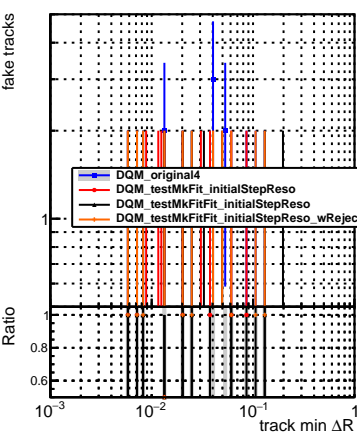 fake tracks
DQM_original4
DQM_testMkFit_initialStepReso
DQM_testMkFitFit_initialStepReso
DQM_testMkFitFit_initialStepReso_wRejec
1
Ratio
1
0.8
0.6
10⁻³ 10⁻² 10⁻¹ 1
track min ΔR